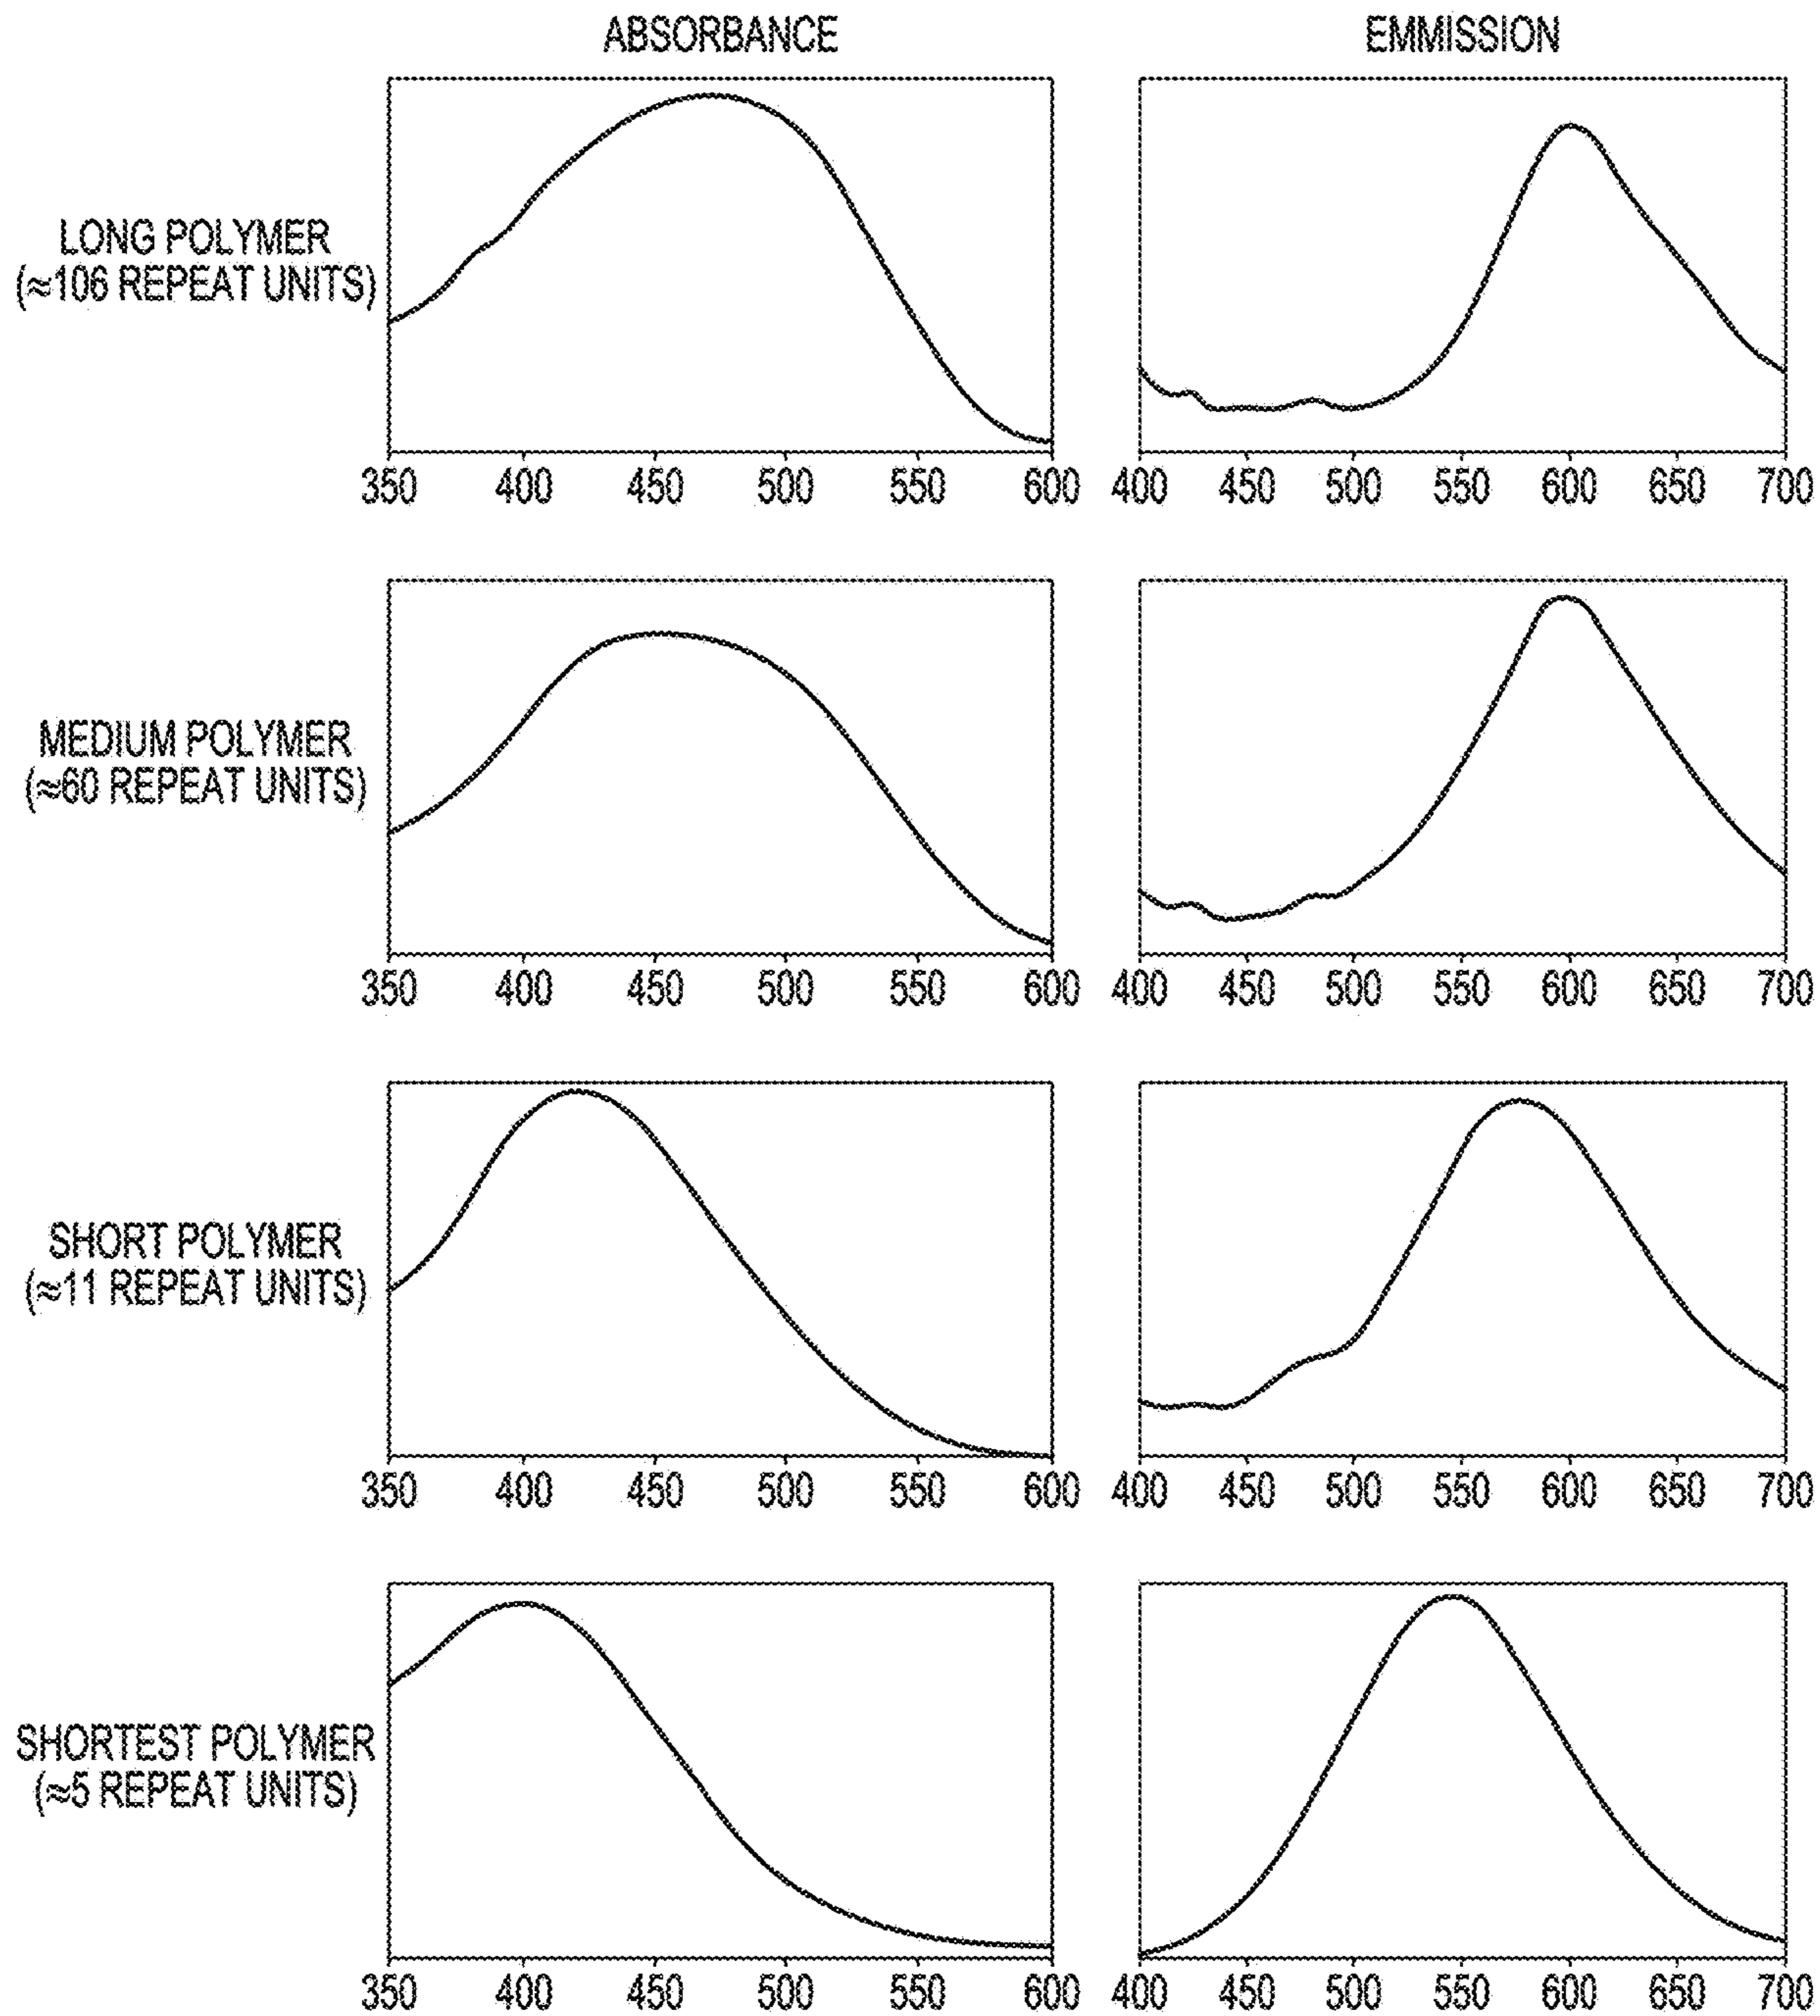 ABSORBANCE EMMISSION
LONG POLYMER
(≈106 REPEAT UNITS)
350 400 450 500 550 600 400 450 500 550 600 650 700
MEDIUM POLYMER
(≈60 REPEAT UNITS)
350 400 450 500 550 600 400 450 500 550 600 650 700
SHORT POLYMER
(≈11 REPEAT UNITS)
350 400 450 500 550 600 400 450 500 550 600 650 700
SHORTEST POLYMER
(≈5 REPEAT UNITS)
350 400 450 500 550 600 400 450 500 550 600 650 700